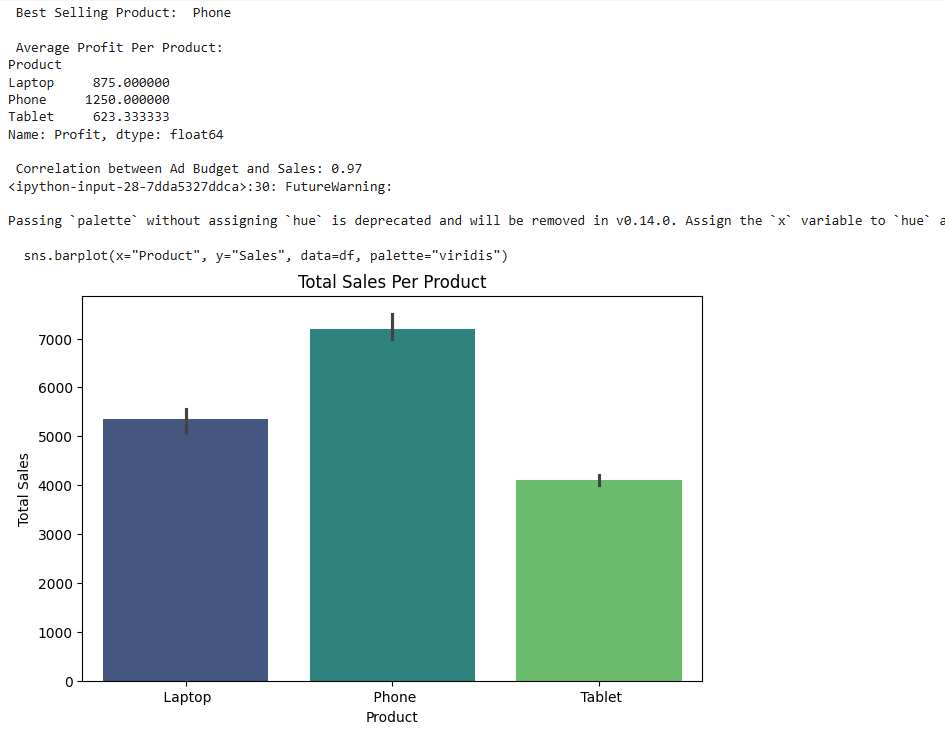 Best Selling Product:  Phone
Average Profit Per Product:
Product
Laptop     875.000000
Phone     1250.000000
Tablet     623.333333
Name: Profit, dtype: float64
Correlation between Ad Budget and Sales: 0.97
<ipython-input-28-7dda5327ddca>:30: FutureWarning:
Passing `palette` without assigning `hue` is deprecated and will be removed in v0.14.0. Assign the `x` variable to `hue` a
sns.barplot(x="Product", y="Sales", data=df, palette="viridis")
Total Sales Per Product
Total Sales
7000
6000
5000
4000
3000
2000
1000
0
Laptop
Phone
Tablet
Product